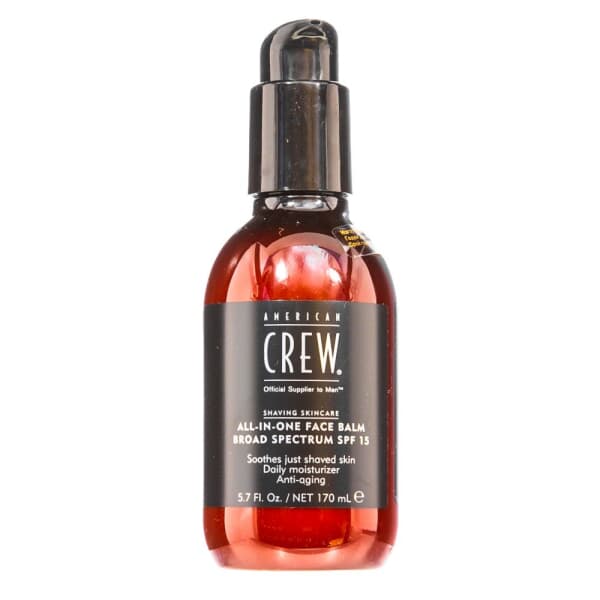 AMERICAN
CREW®
Official Supplier to Men™
SHAVING SKINCARE
ALL-IN-ONE FACE BALM
BROAD SPECTRUM SPF 15
Soothes just shaved skin
Daily moisturizer
Anti-aging
5.7 Fl. Oz. / NET 170 mL ℮